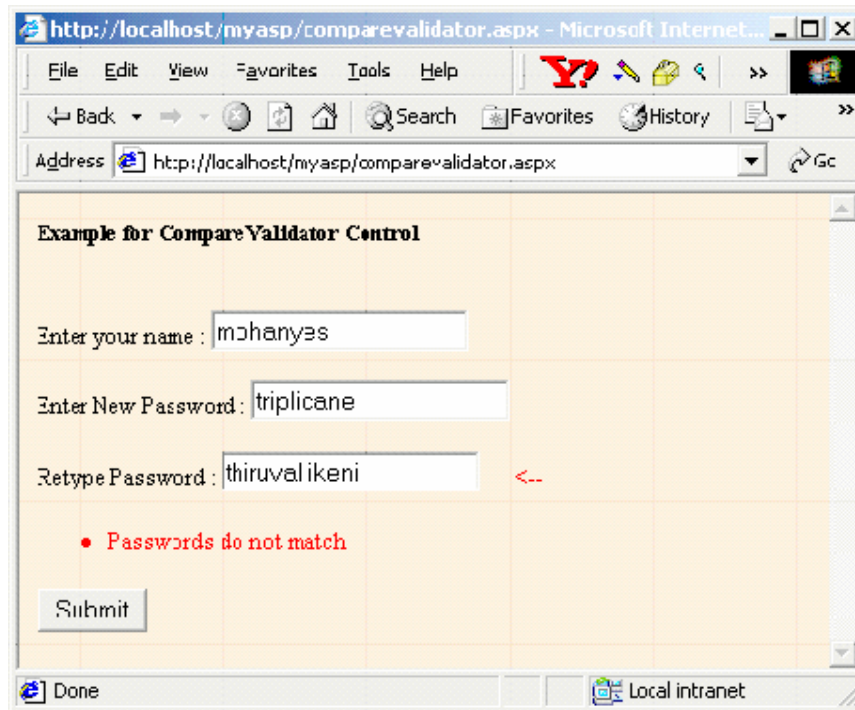 http://localhost/myasp/comparevalidator.aspx - Microsoft Internet...
File Edit View Favorites Tools Help »
Back Search Favorites History »
Address http://localhost/myasp/comparevalidator.aspx Go
Example for CompareValidator Control
Enter your name : mohanyes
Enter New Password : triplicane
Retype Password : thiruvallikeni <--
• Passwords do not match
Submit
Done Local intranet